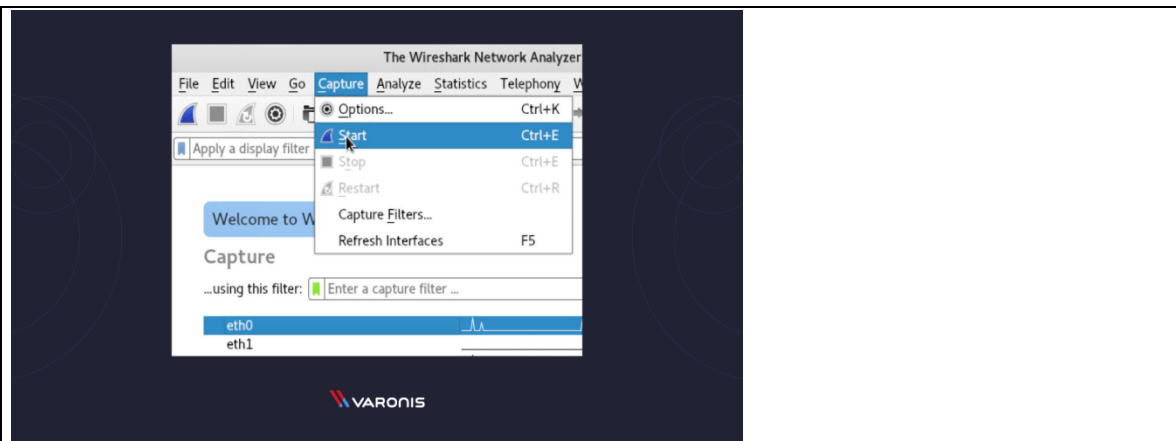 The Wireshark Network Analyzer
File Edit View Go Capture Analyze Statistics Telephony
Options... Ctrl+K
Start Ctrl+E
Apply a display filter
Stop Ctrl+E
Restart Ctrl+R
Capture Filters...
Welcome to W
Refresh Interfaces F5
Capture
...using this filter: Enter a capture filter ...
eth0
eth1
VARONIS